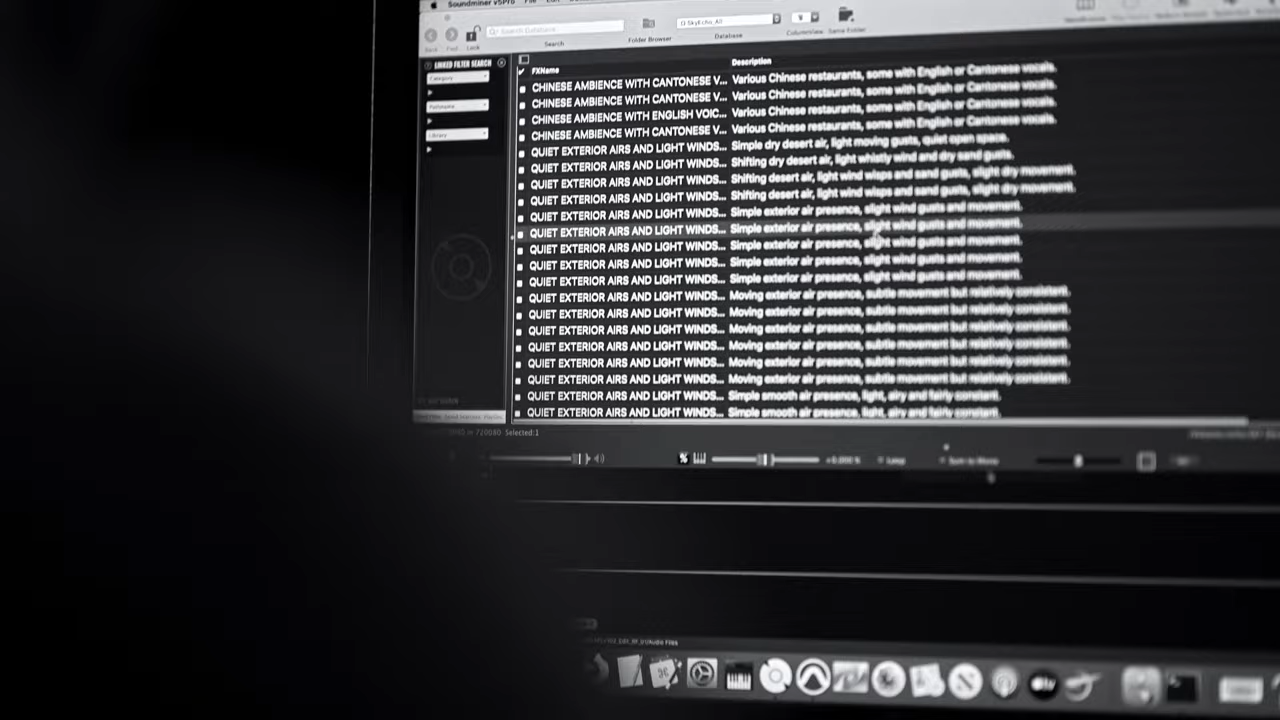 Soundminer v5Pro File Edit
Search Database
Back Fwd Lock Search Folder Browser Database ColumnView Same Folder
LINKED FILTER SEARCH
Category
Library
FXName Description
CHINESE AMBIENCE WITH CANTONESE V... Various Chinese restaurants, some with English or Cantonese vocals.
CHINESE AMBIENCE WITH CANTONESE V... Various Chinese restaurants, some with English or Cantonese vocals.
CHINESE AMBIENCE WITH ENGLISH VOIC... Various Chinese restaurants, some with English or Cantonese vocals.
CHINESE AMBIENCE WITH CANTONESE V... Various Chinese restaurants, some with English or Cantonese vocals.
QUIET EXTERIOR AIRS AND LIGHT WINDS... Simple dry desert air, light moving gusts, quiet open space.
QUIET EXTERIOR AIRS AND LIGHT WINDS... Shifting dry desert air, light whistly wind and dry sand gusts.
QUIET EXTERIOR AIRS AND LIGHT WINDS... Shifting desert air, light wind wisps and sand gusts, slight dry movement.
QUIET EXTERIOR AIRS AND LIGHT WINDS... Shifting desert air, light wind wisps and sand gusts, slight dry movement.
QUIET EXTERIOR AIRS AND LIGHT WINDS... Simple exterior air presence, slight wind gusts and movement.
QUIET EXTERIOR AIRS AND LIGHT WINDS... Simple exterior air presence, slight wind gusts and movement.
QUIET EXTERIOR AIRS AND LIGHT WINDS... Simple exterior air presence, slight wind gusts and movement.
QUIET EXTERIOR AIRS AND LIGHT WINDS... Simple exterior air presence, slight wind gusts and movement.
QUIET EXTERIOR AIRS AND LIGHT WINDS... Simple exterior air presence, slight wind gusts and movement.
QUIET EXTERIOR AIRS AND LIGHT WINDS... Moving exterior air presence, subtle movement but relatively consistent.
QUIET EXTERIOR AIRS AND LIGHT WINDS... Moving exterior air presence, subtle movement but relatively consistent.
QUIET EXTERIOR AIRS AND LIGHT WINDS... Moving exterior air presence, subtle movement but relatively consistent.
QUIET EXTERIOR AIRS AND LIGHT WINDS... Moving exterior air presence, subtle movement but relatively consistent.
QUIET EXTERIOR AIRS AND LIGHT WINDS... Moving exterior air presence, subtle movement but relatively consistent.
QUIET EXTERIOR AIRS AND LIGHT WINDS... Moving exterior air presence, subtle movement but relatively consistent.
QUIET EXTERIOR AIRS AND LIGHT WINDS... Simple smooth air presence, light, airy and fairly constant.
QUIET EXTERIOR AIRS AND LIGHT WINDS... Simple smooth air presence, light, airy and fairly constant.
Selected:1
Audio Files